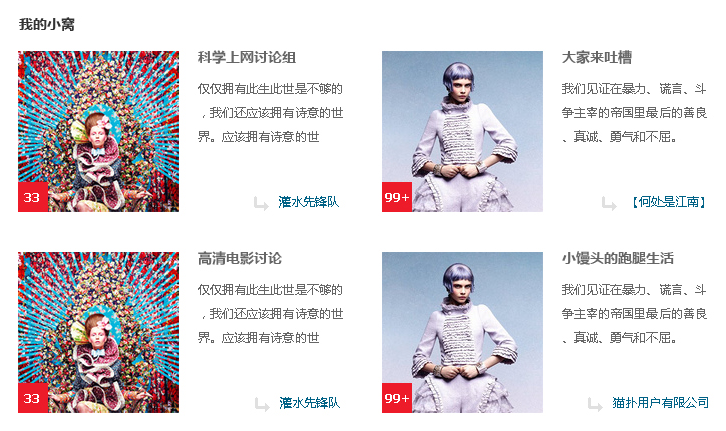 我的小窝
科学上网讨论组
仅仅拥有此生此世是不够的
，我们还应该拥有诗意的世
界。应该拥有诗意的世
33
灌水先锋队
大家来吐槽
我们见证在暴力、谎言、斗
争主宰的帝国里最后的善良
、真诚、勇气和不屈。
99+
【何处是江南】
高清电影讨论
仅仅拥有此生此世是不够的
，我们还应该拥有诗意的世
界。应该拥有诗意的世
33
灌水先锋队
小馒头的跑腿生活
我们见证在暴力、谎言、斗
争主宰的帝国里最后的善良
、真诚、勇气和不屈。
99+
猫扑用户有限公司